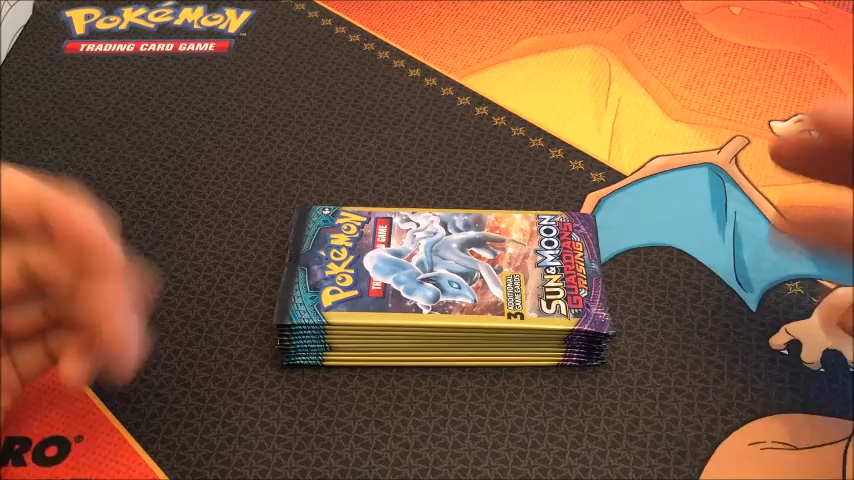 POKéMON
TRADING CARD GAME
POKéMON
SUN & MOON
GUARDIANS
RISING
3 ADDITIONAL
GAME CARDS
RO®